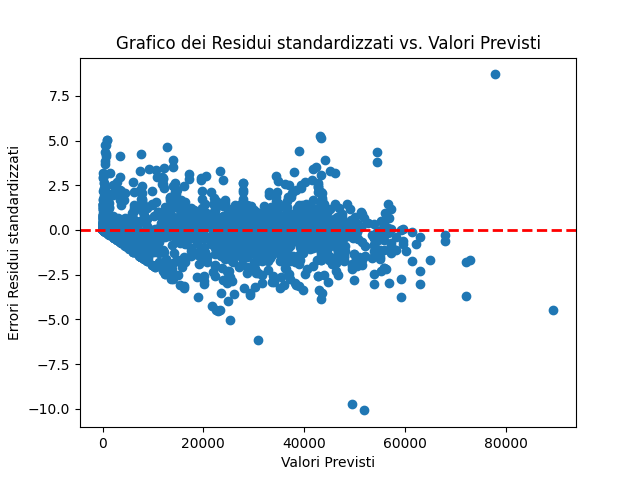 Grafico dei Residui standardizzati vs. Valori Previsti
Errori Residui standardizzati
7.5
5.0
2.5
0.0
−2.5
−5.0
−7.5
−10.0
0 20000 40000 60000 80000
Valori Previsti